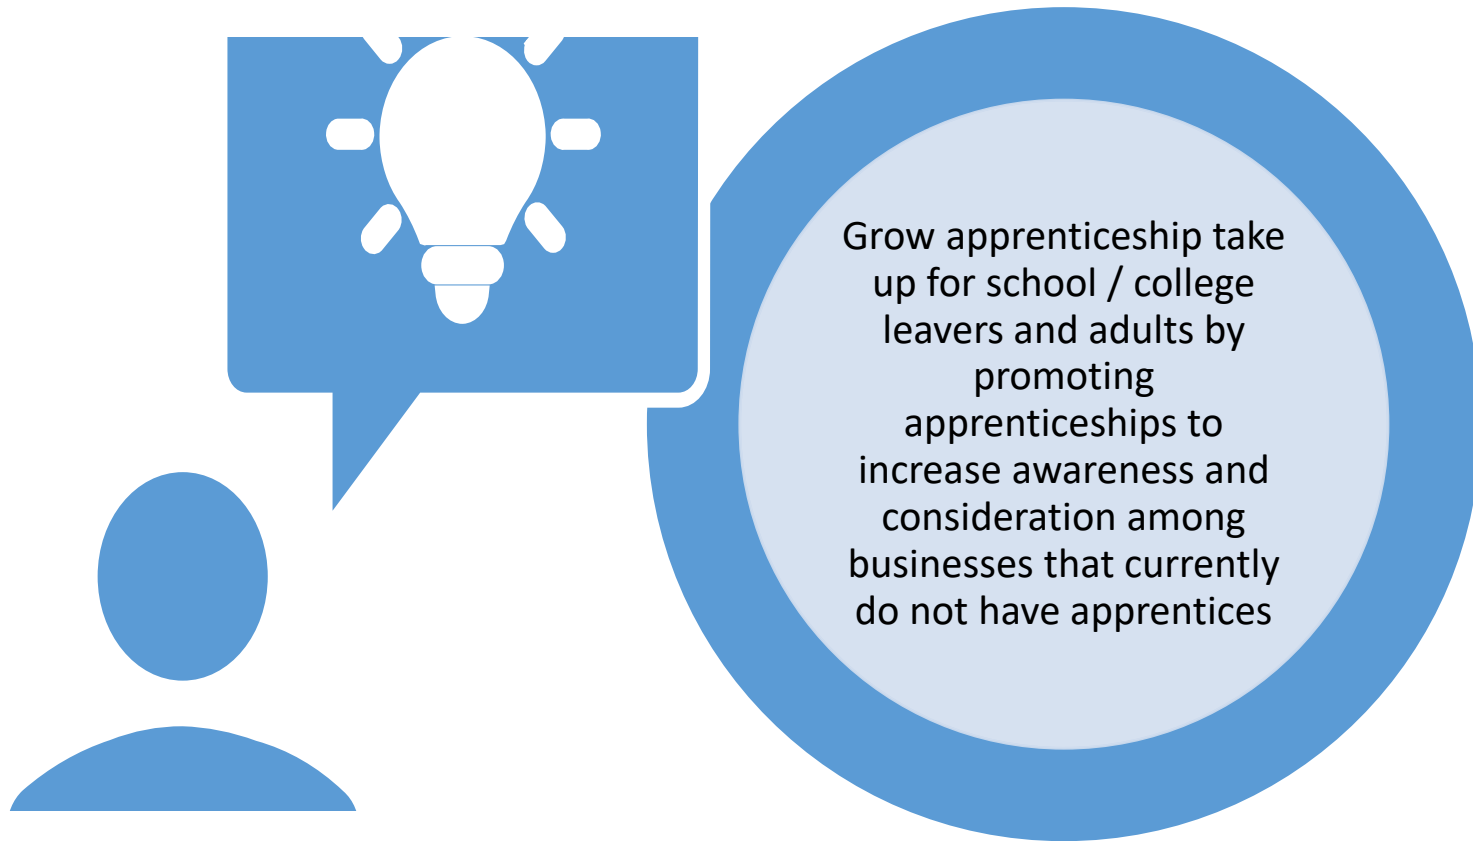 Grow apprenticeship take
up for school / college
leavers and adults by
promoting
apprenticeships to
increase awareness and
consideration among
businesses that currently
do not have apprentices